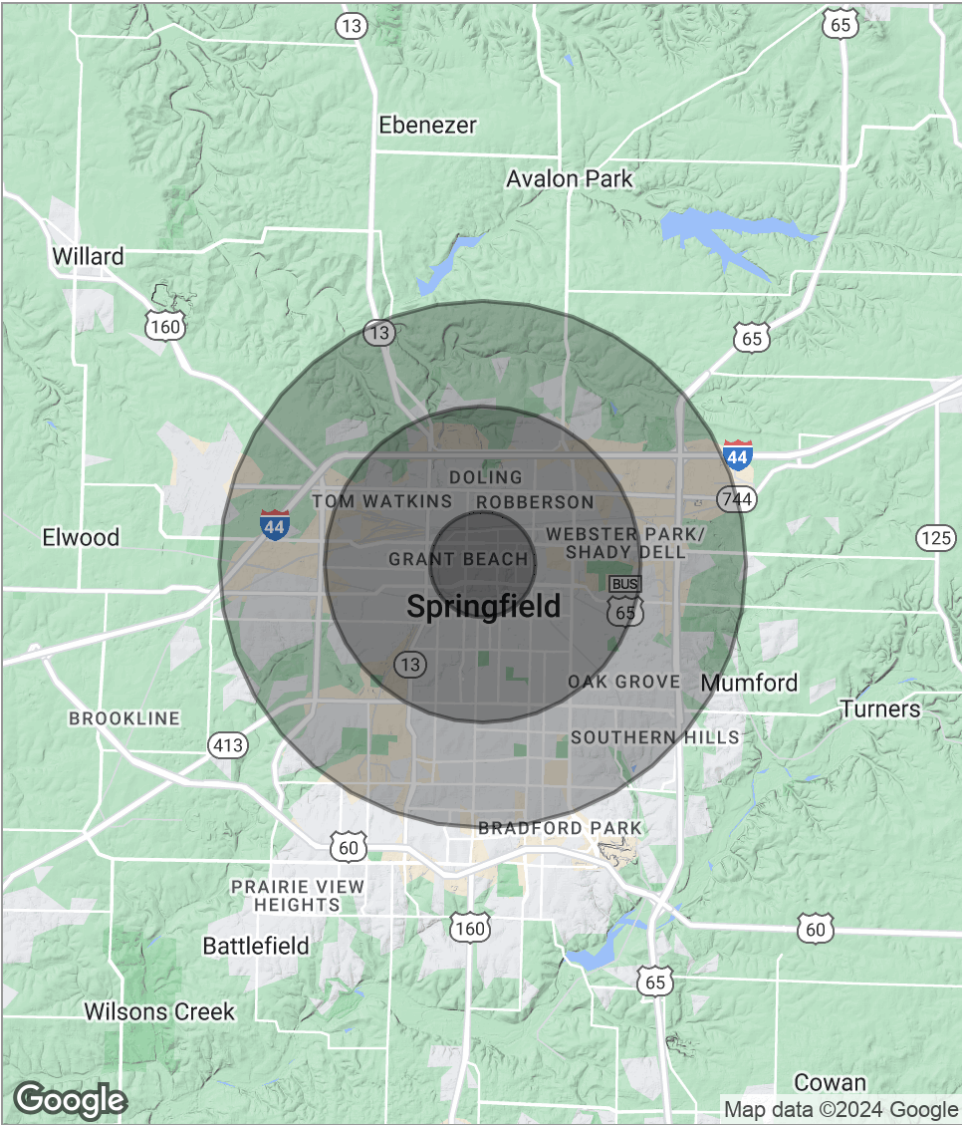 13
65
Ebenezer
Avalon Park
Willard
160
13
65
44
DOLING
TOM WATKINS
ROBBERSON
744
44
Elwood
WEBSTER PARK/
SHADY DELL
125
GRANT BEACH
BUS
65
Springfield
13
OAK GROVE
Mumford
Turners
BROOKLINE
413
SOUTHERN HILLS
BRADFORD PARK
60
PRAIRIE VIEW
HEIGHTS
160
60
Battlefield
65
Wilsons Creek
Cowan
Google
Map data ©2024 Google